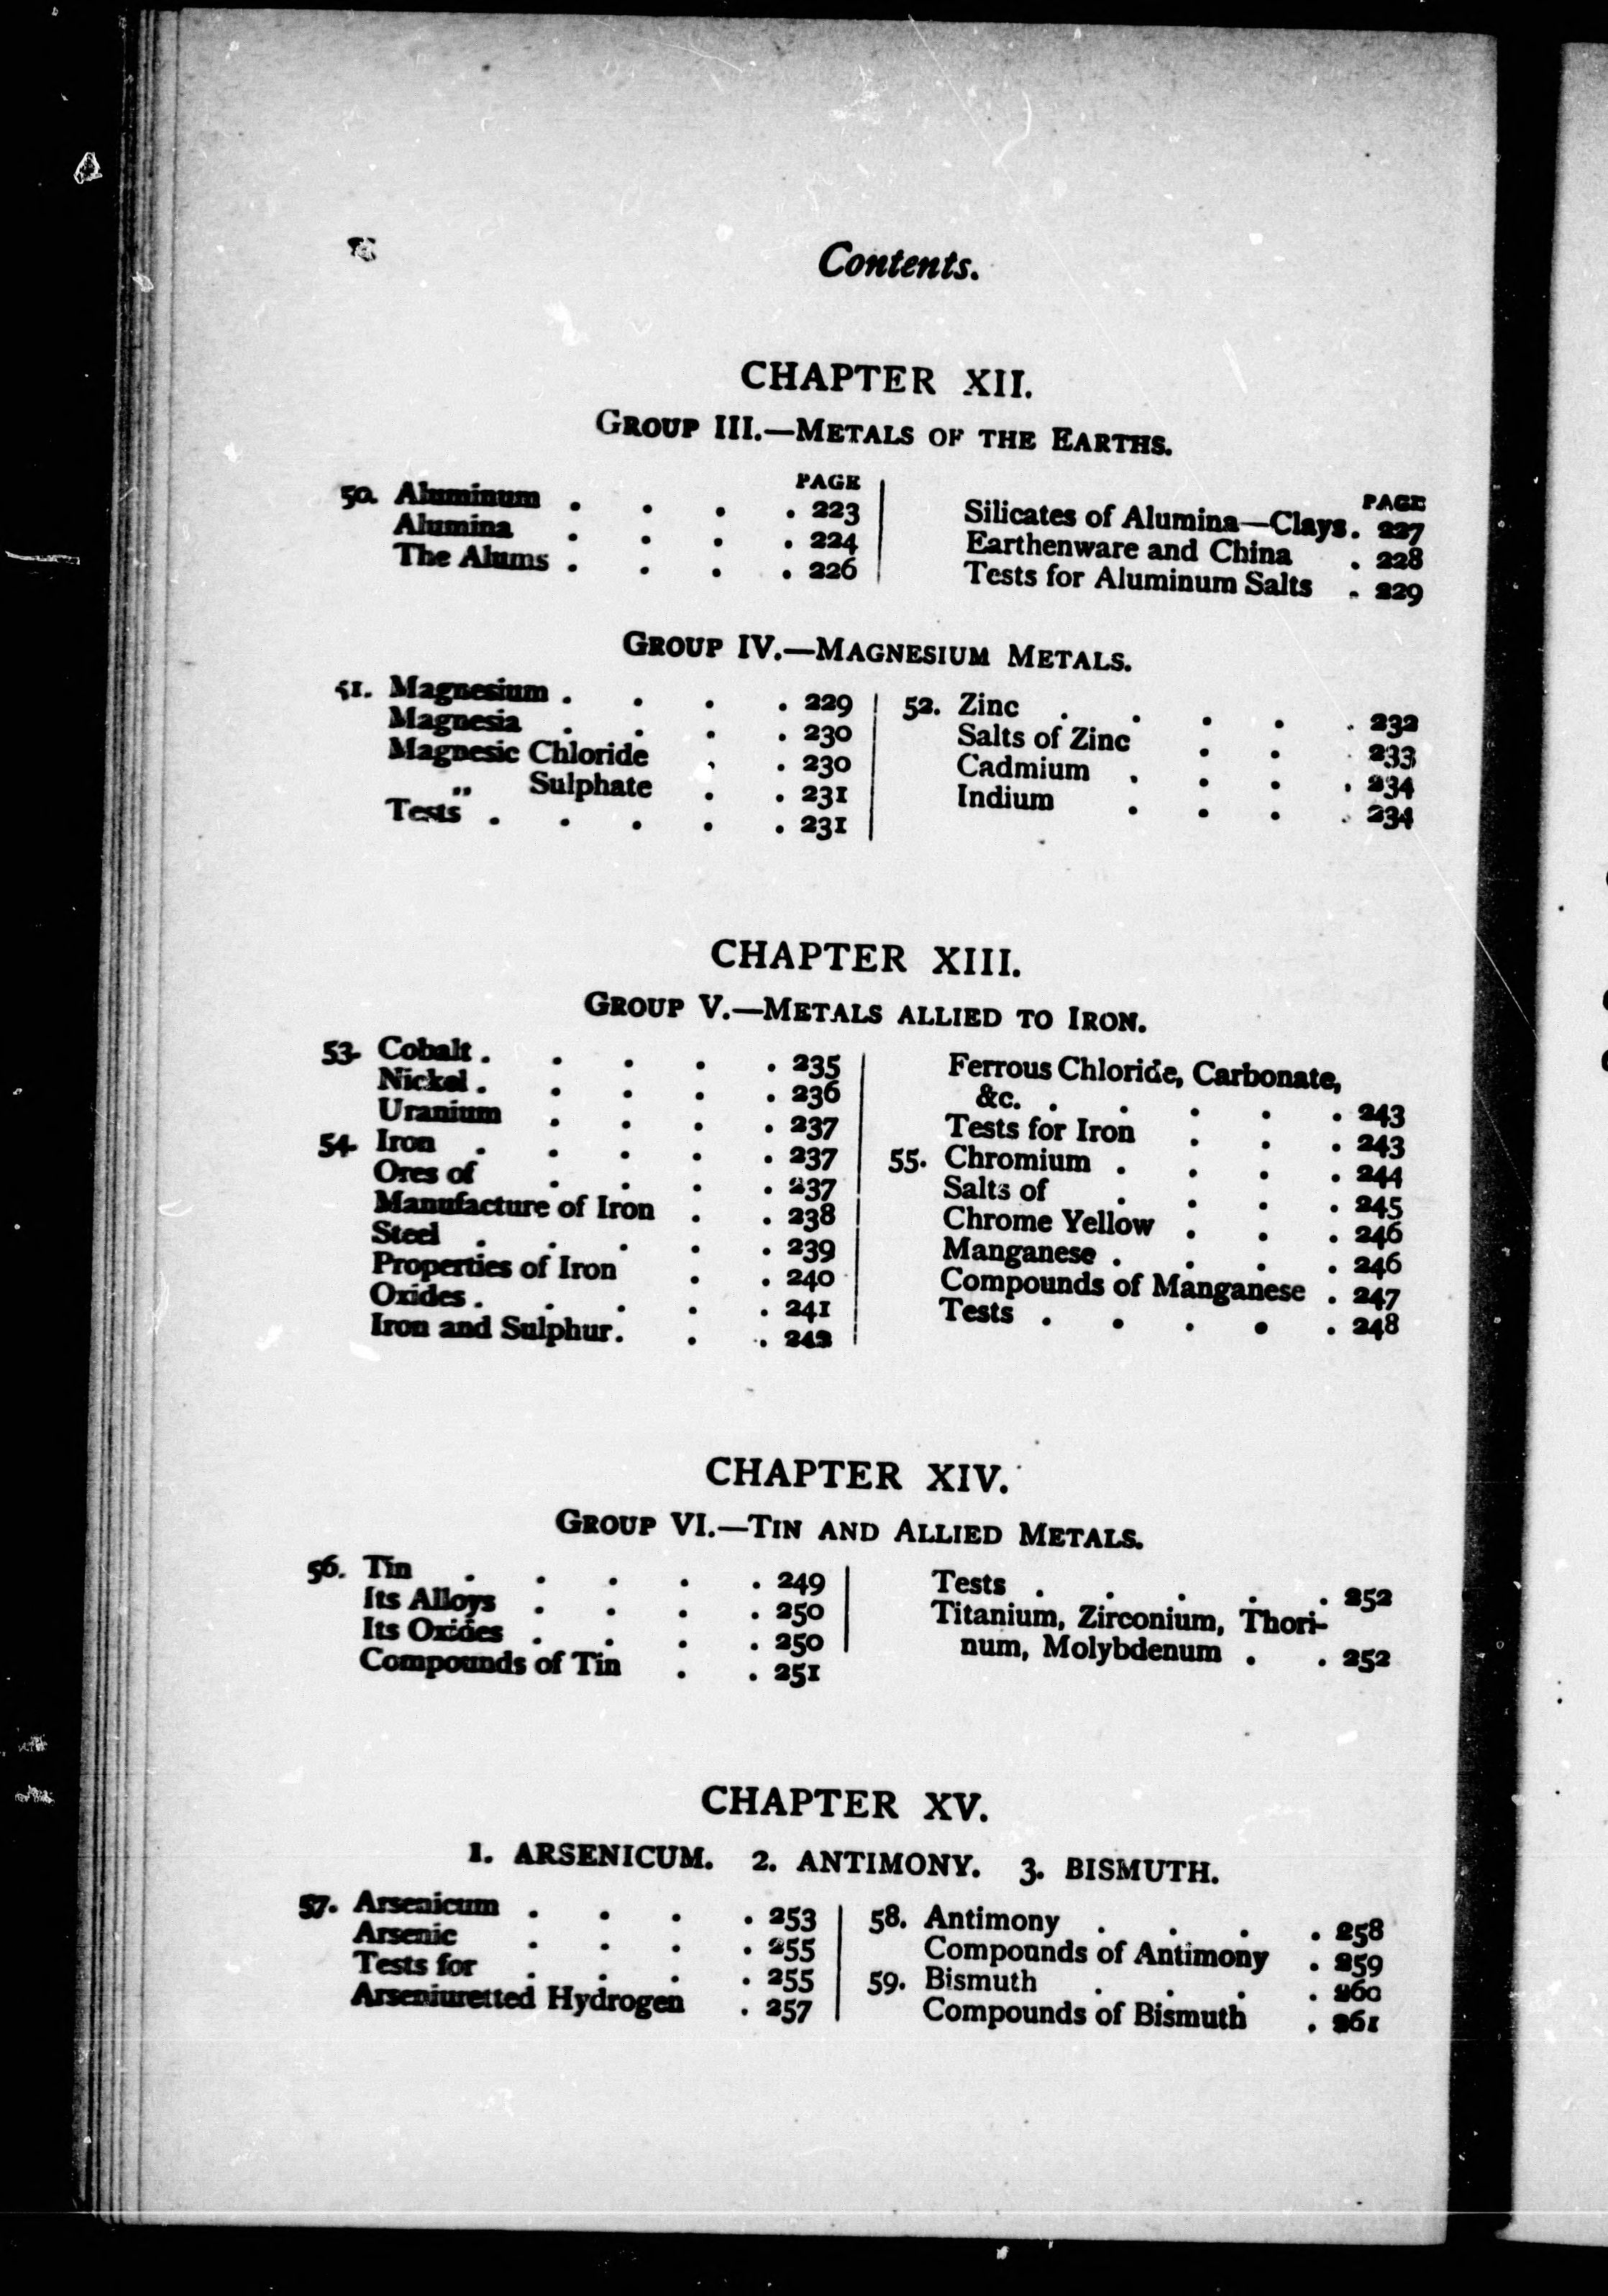 Contents.
CHAPTER XII.
GROUP III.—METALS OF THE EARTHS.
PAGE
50. Aluminum . . . . 223
Alumina . . . . 224
The Alums . . . . 226
PAGE
Silicates of Alumina—Clays . 227
Earthenware and China . 228
Tests for Aluminum Salts . 229
GROUP IV.—MAGNESIUM METALS.
51. Magnesium . . . . 229
Magnesia . . . . 230
Magnesic Chloride . . 230
„ Sulphate . . 231
Tests . . . . . 231
52. Zinc . . . . . 232
Salts of Zinc . . . 233
Cadmium . . . . 234
Indium . . . . 234
CHAPTER XIII.
GROUP V.—METALS ALLIED TO IRON.
53. Cobalt . . . . . 235
Nickel . . . . . 236
Uranium . . . . 237
54. Iron . . . . . 237
Ores of . . . . 237
Manufacture of Iron . . 238
Steel . . . . . 239
Properties of Iron . . 240
Oxides . . . . . 241
Iron and Sulphur . . . 242
Ferrous Chloride, Carbonate,
&c. . . . . . 243
Tests for Iron . . . 243
55. Chromium . . . . 244
Salts of . . . . 245
Chrome Yellow . . . 246
Manganese . . . . 246
Compounds of Manganese . 247
Tests . . . . . 248
CHAPTER XIV.
GROUP VI.—TIN AND ALLIED METALS.
56. Tin . . . . . 249
Its Alloys . . . . 250
Its Oxides . . . . 250
Compounds of Tin . . 251
Tests . . . . . 252
Titanium, Zirconium, Thori-
num, Molybdenum . . 252
CHAPTER XV.
1. ARSENICUM. 2. ANTIMONY. 3. BISMUTH.
57. Arsenicum . . . . 253
Arsenic . . . . 255
Tests for . . . . 255
Arseniuretted Hydrogen . 257
58. Antimony . . . . 258
Compounds of Antimony . 259
59. Bismuth . . . . 260
Compounds of Bismuth . 261